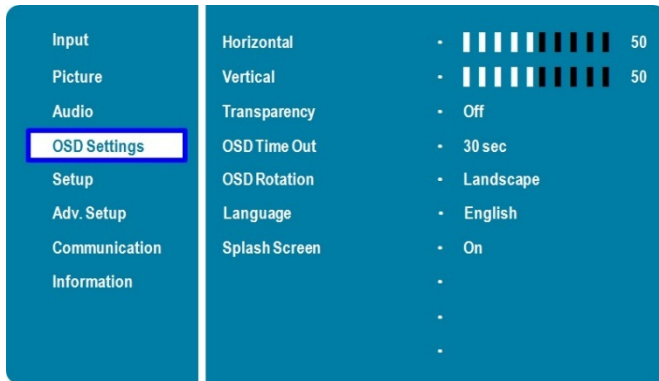 Input
Picture
Audio
OSD Settings
Setup
Adv. Setup
Communication
Information
Horizontal · 50
Vertical · 50
Transparency · Off
OSD Time Out · 30 sec
OSD Rotation · Landscape
Language · English
Splash Screen · On